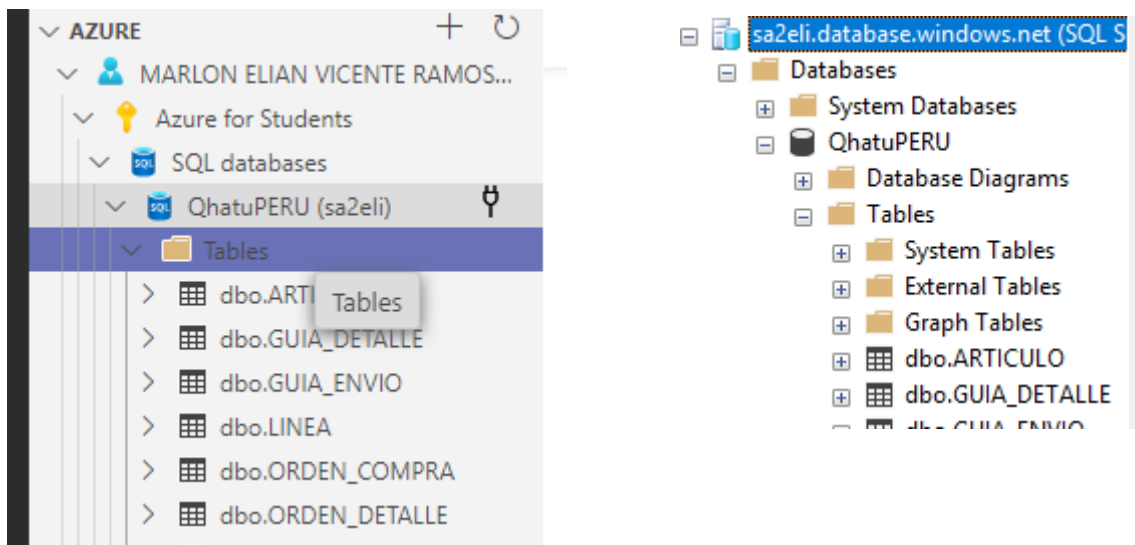 AZURE
MARLON ELIAN VICENTE RAMOS...
Azure for Students
SQL databases
QhatuPERU (sa2eli)
Tables
dbo.ARTI
Tables
dbo.GUIA_DETALLE
dbo.GUIA_ENVIO
dbo.LINEA
dbo.ORDEN_COMPRA
dbo.ORDEN_DETALLE
sa2eli.database.windows.net (SQL S
Databases
System Databases
QhatuPERU
Database Diagrams
Tables
System Tables
External Tables
Graph Tables
dbo.ARTICULO
dbo.GUIA_DETALLE
dbo.GUIA_ENVIO